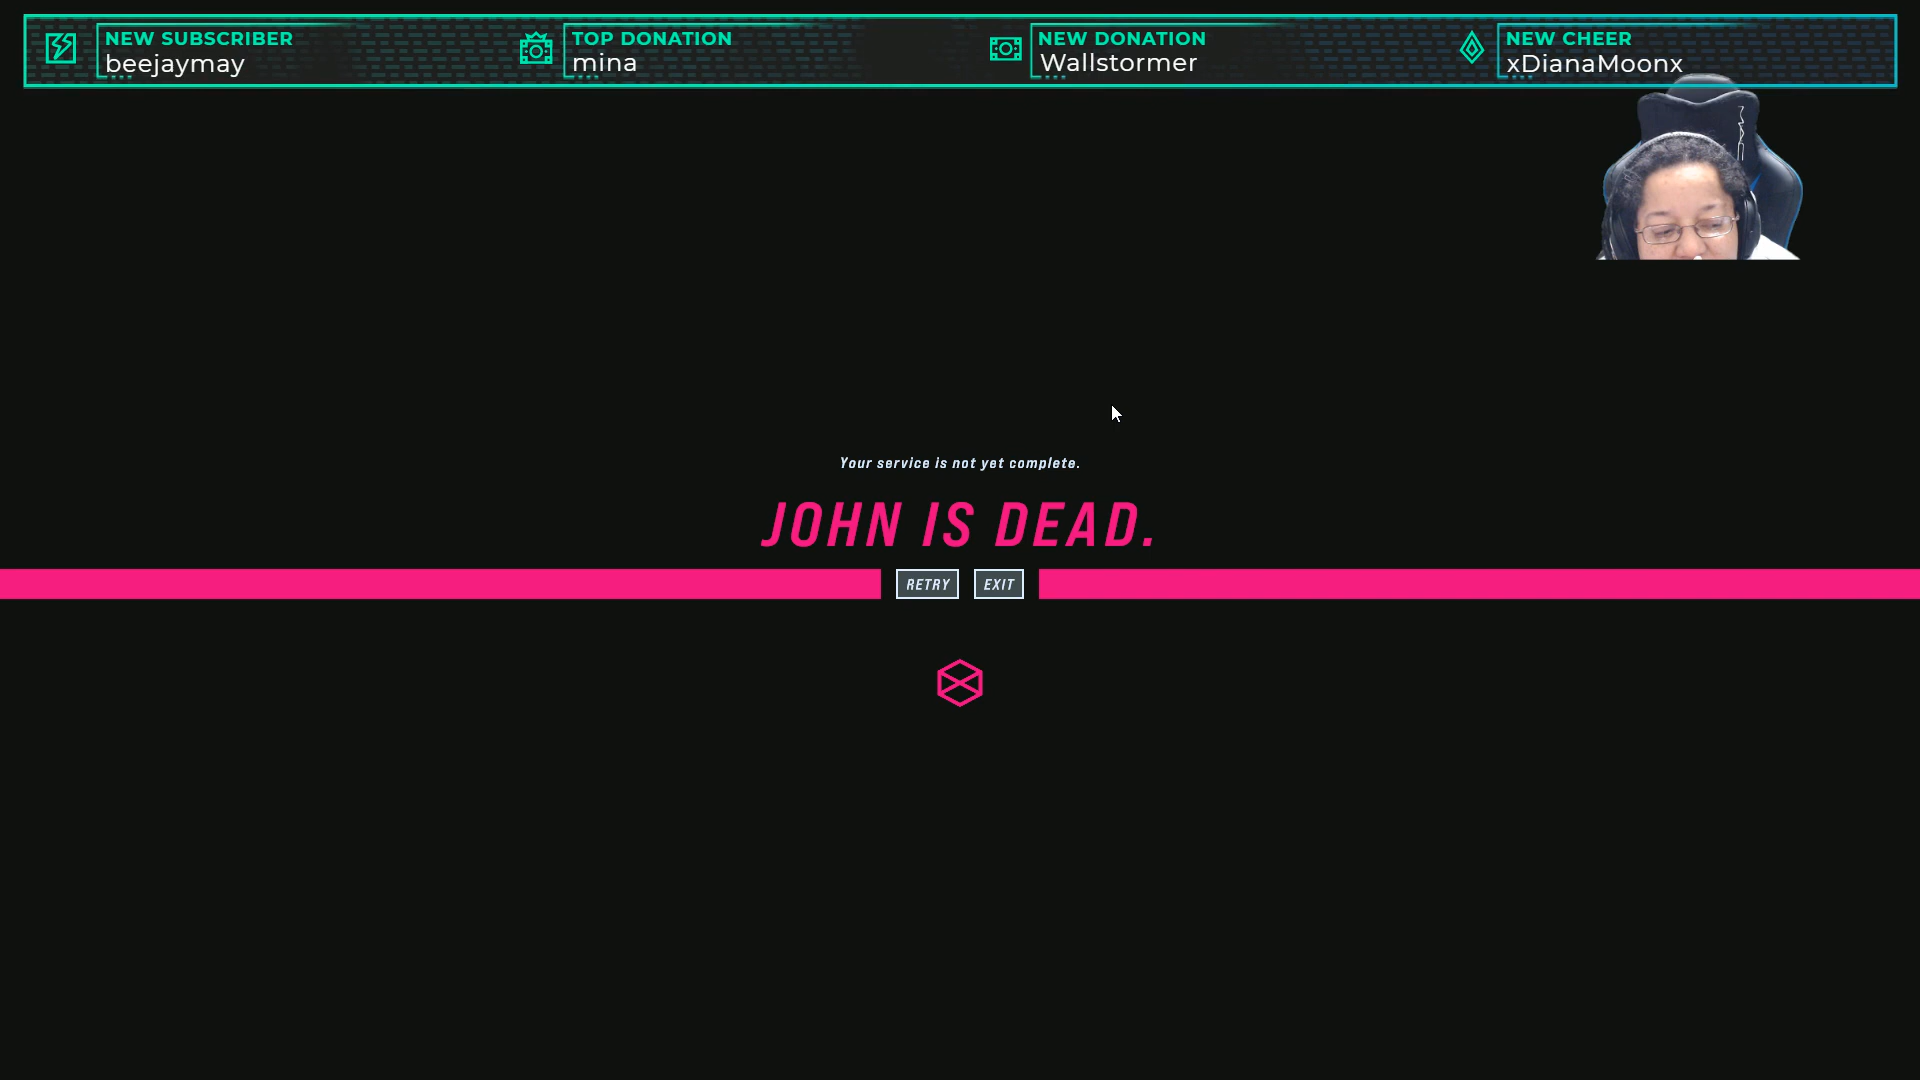 NEW SUBSCRIBER
beejaymay
TOP DONATION
mina
NEW DONATION
Wallstormer
NEW CHEER
xDianaMoonx
Your service is not yet complete.
JOHN IS DEAD.
RETRY
EXIT